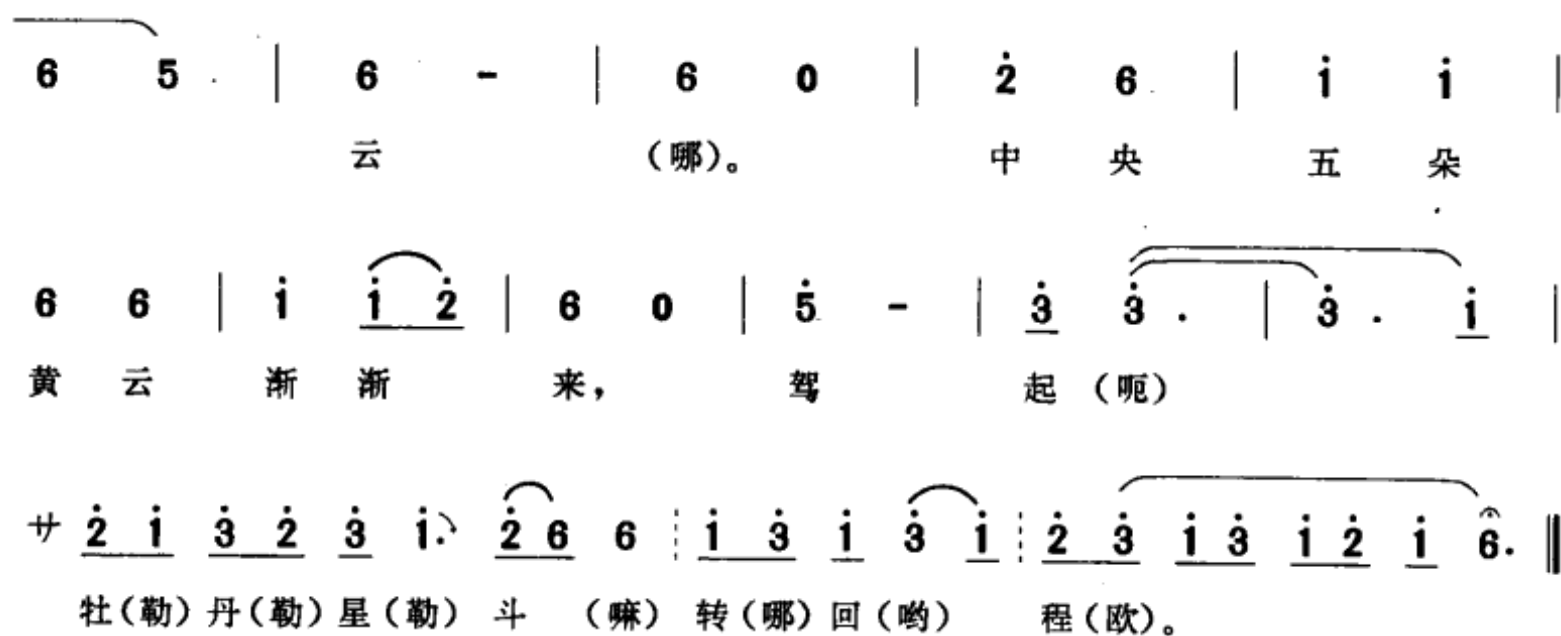 6 5 | 6 - | 6 0 | 2̇ 6 | 1̇ 1̇ |
云 （哪）。 中 央 五 朵
6 6 | 1̇ 1̇ 2̇ | 6 0 | 5̇ - | 3̇ 3̇ . | 3̇ . 1̇ |
黄 云 渐 渐 来， 驾 起 （呃）
サ 2̇ 1̇ 3̇ 2̇ 3̇ 1̇. 2̇ 6 6 ┆ 1̇ 3̇ 1̇ 3̇ 1̇ ┆ 2̇ 3̇ 1̇ 3̇ 1̇ 2̇ 1̇ 6. ‖
牡（勒）丹（勒）星（勒） 斗 （嘛） 转（哪）回（哟） 程（欧）。